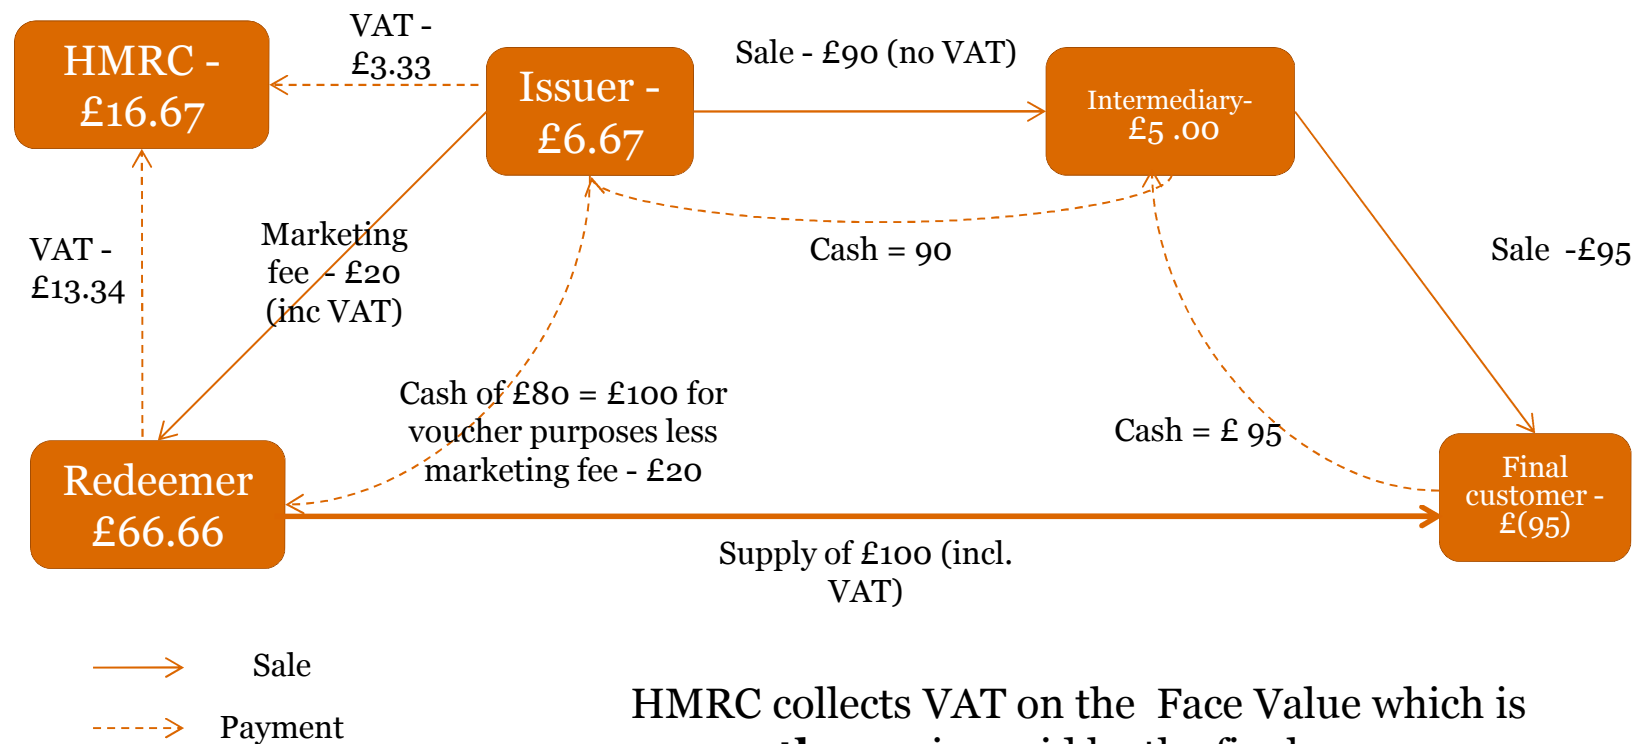 VAT -
£3.33
HMRC -
£16.67
Issuer -
£6.67
Sale - £90 (no VAT)
Intermediary-
£5 .00
VAT -
£13.34
Marketing
fee - £20
(inc VAT)
Cash = 90
Sale -£95
Cash of £80 = £100 for
voucher purposes less
marketing fee - £20
Cash = £ 95
Redeemer
£66.66
Final
customer -
£(95)
Supply of £100 (incl.
VAT)
Sale
Payment
HMRC collects VAT on the Face Value which is